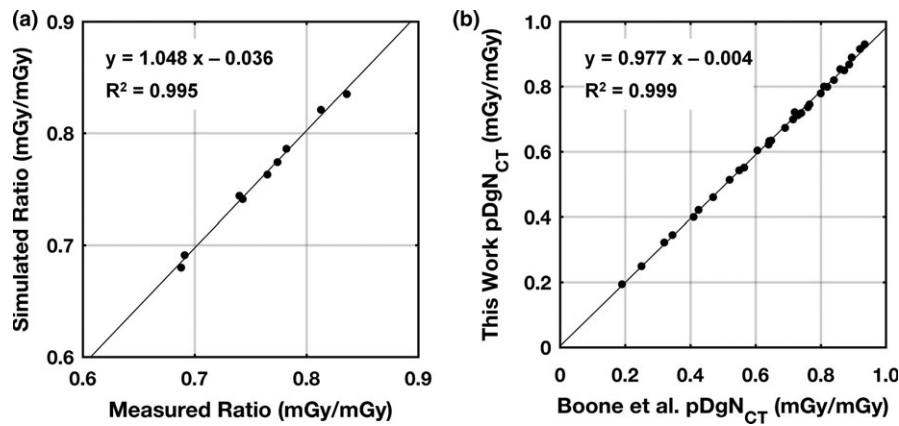 (a)
0.9
y = 1.048 x – 0.036
R² = 0.995
0.8
0.7
0.6
Simulated Ratio (mGy/mGy)
0.6 0.7 0.8 0.9
Measured Ratio (mGy/mGy)
(b)
1.0
y = 0.977 x –0.004
R² = 0.999
0.8
0.6
0.4
0.2
0
This Work pDgN_CT (mGy/mGy)
0 0.2 0.4 0.6 0.8 1.0
Boone et al. pDgN_CT (mGy/mGy)